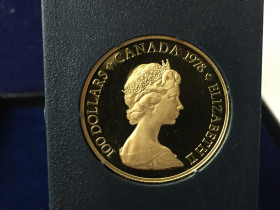 100 DOLLARS ★ CANADA 1978 ★ ELIZABETH II